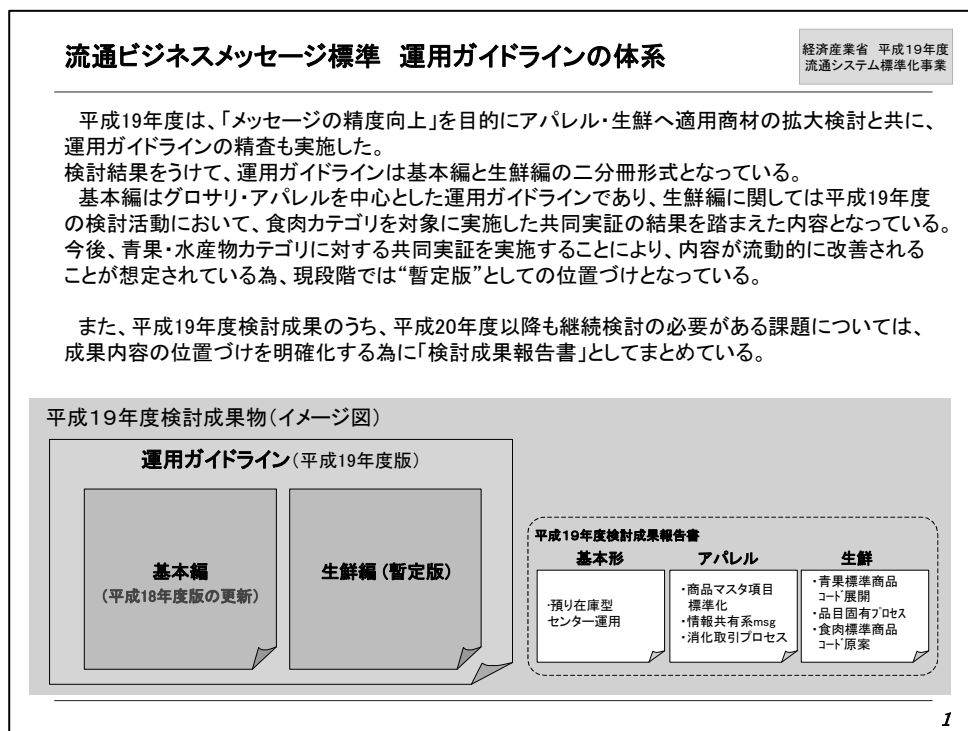 流通ビジネスメッセージ標準 運用ガイドラインの体系
経済産業省 平成19年度
流通システム標準化事業
平成19年度は、「メッセージの精度向上」を目的にアパレル・生鮮へ適用商材の拡大検討と共に、
運用ガイドラインの精査も実施した。
検討結果をうけて、運用ガイドラインは基本編と生鮮編の二分冊形式となっている。
基本編はグロサリ・アパレルを中心とした運用ガイドラインであり、生鮮編に関しては平成19年度
の検討活動において、食肉カテゴリを対象に実施した共同実証の結果を踏まえた内容となっている。
今後、青果・水産物カテゴリに対する共同実証を実施することにより、内容が流動的に改善される
ことが想定されている為、現段階では“暫定版”としての位置づけとなっている。
また、平成19年度検討成果のうち、平成20年度以降も継続検討の必要がある課題については、
成果内容の位置づけを明確化する為に「検討成果報告書」としてまとめている。
平成19年度検討成果物(イメージ図)
運用ガイドライン(平成19年度版)
基本編
(平成18年度版の更新)
生鮮編(暫定版)
平成19年度検討成果報告書
基本形
・預り在庫型
センター運用
アパレル
・商品マスタ項目
標準化
・情報共有系msg
・消化取引プロセス
生鮮
・青果標準商品
コード展開
・品目固有プロセス
・食肉標準商品
コード原案
1